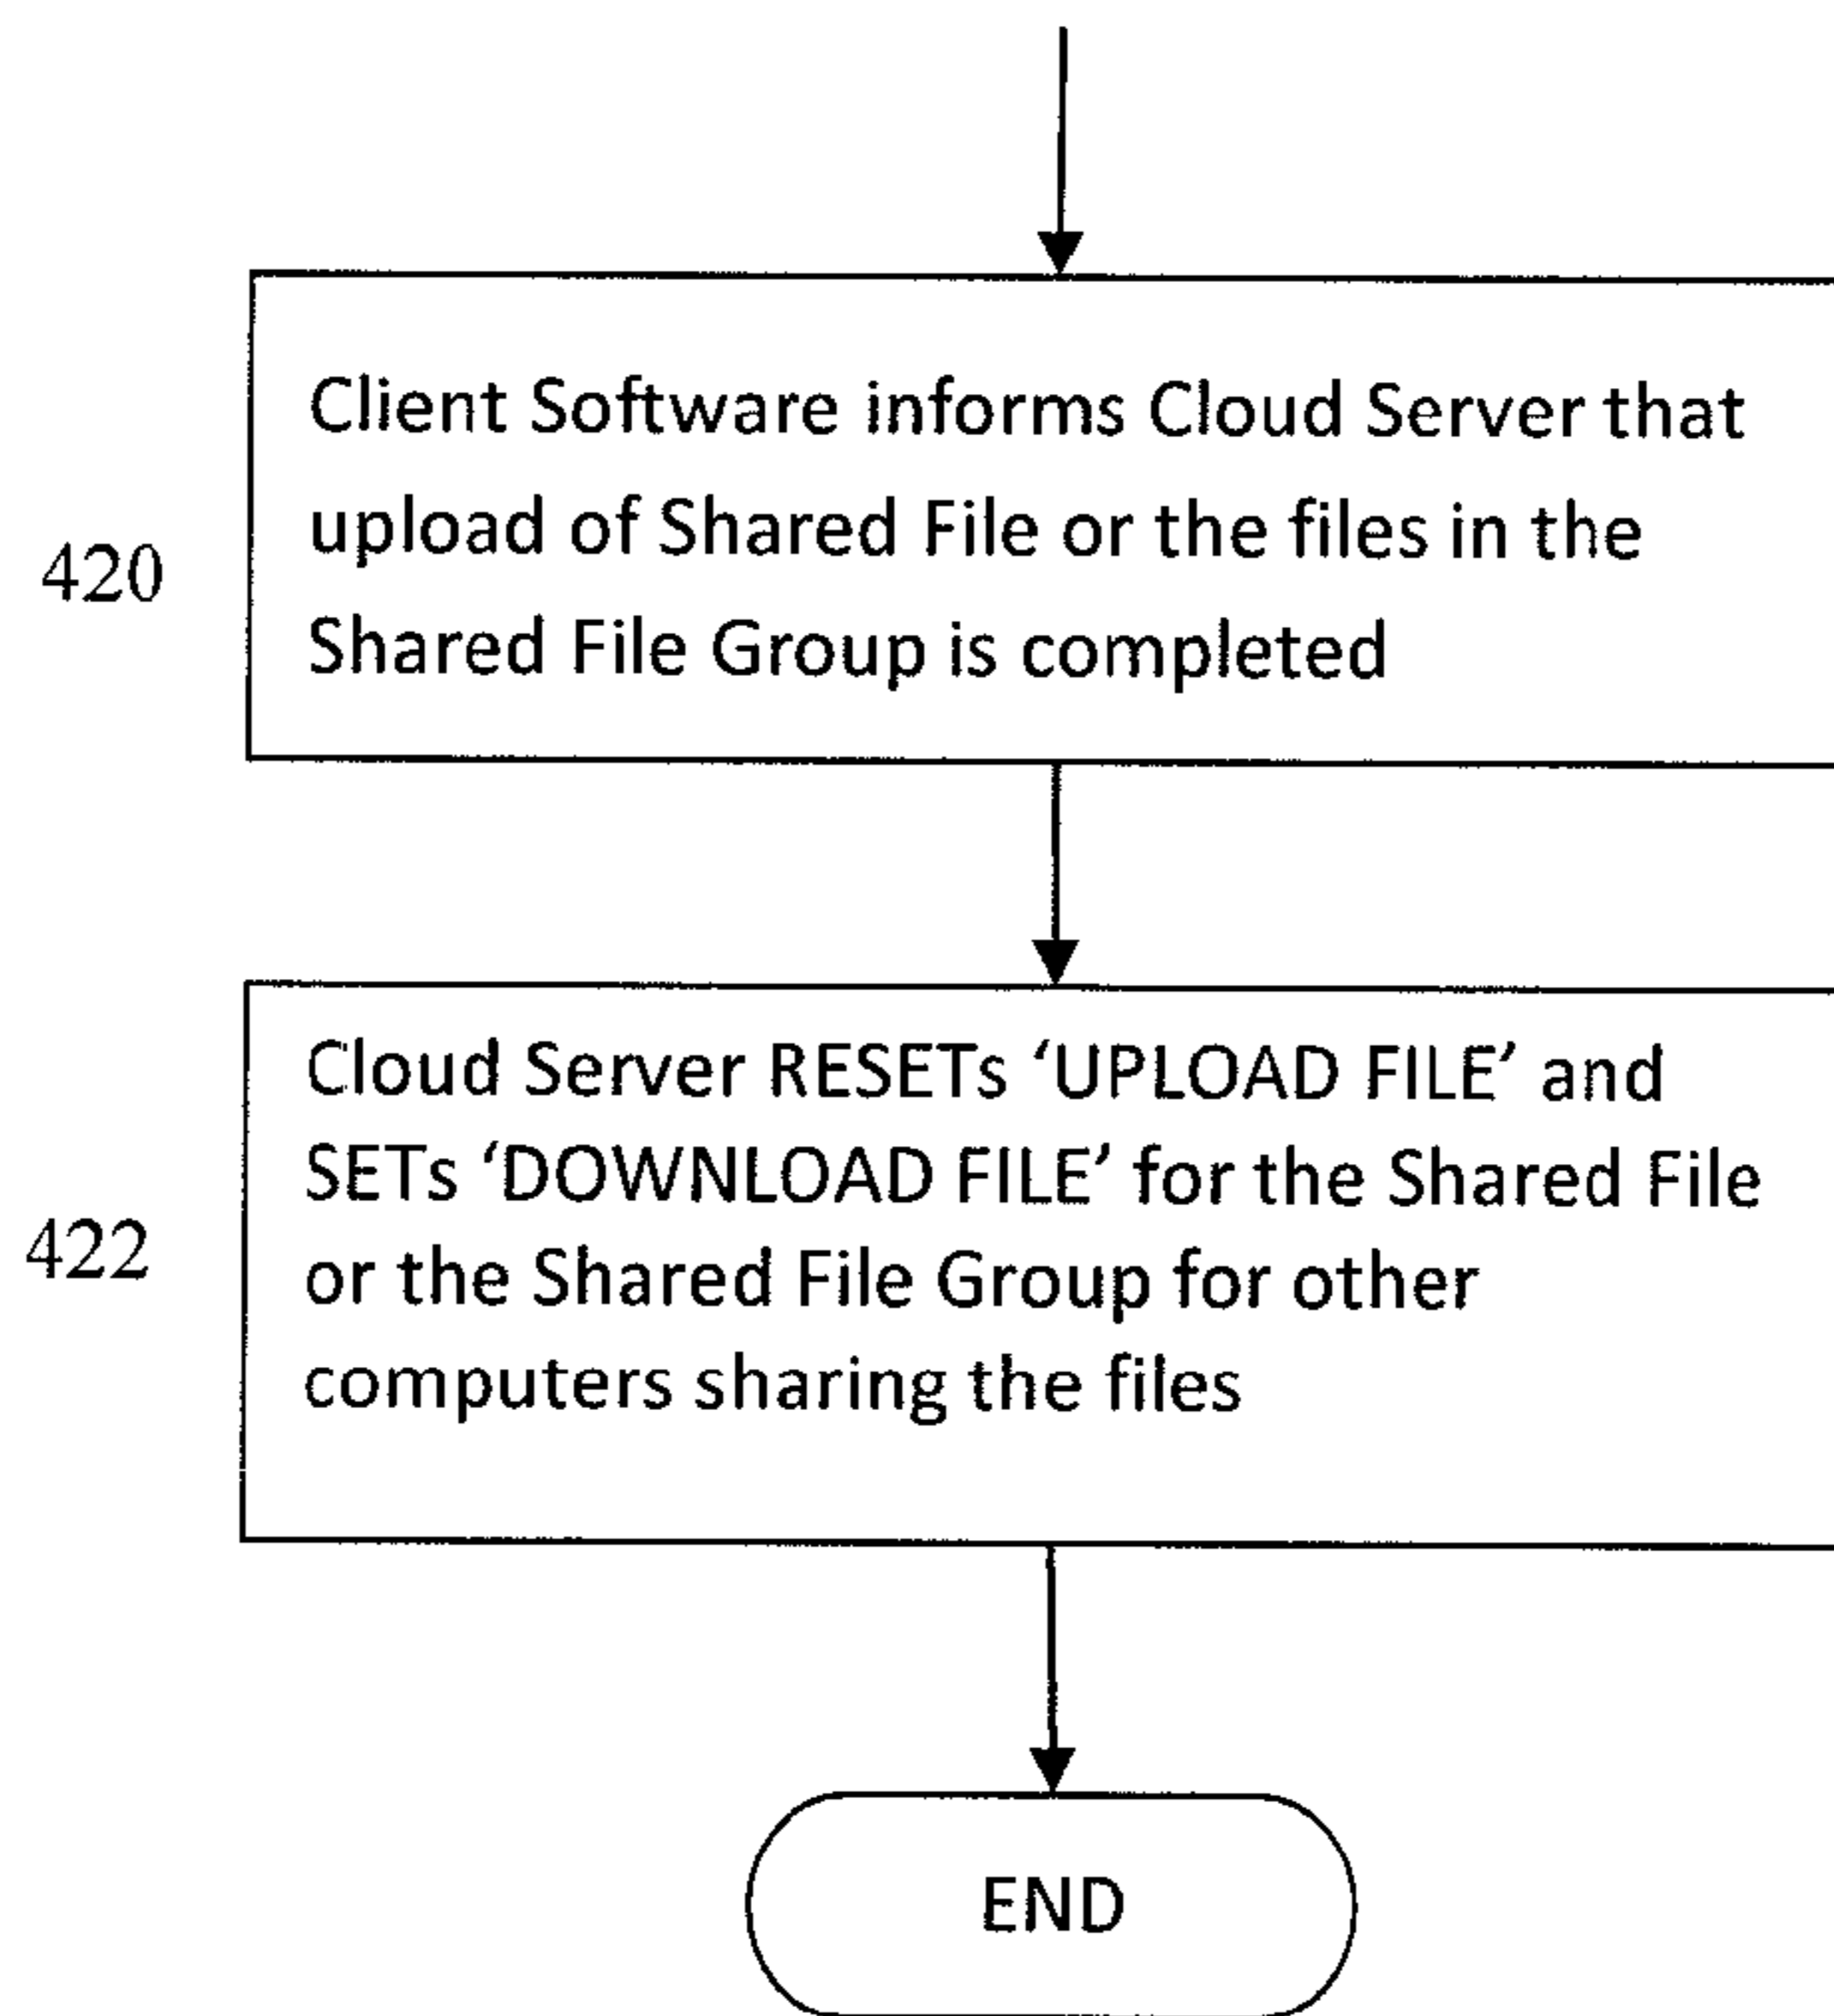 Client Software informs Cloud Server that
upload of Shared File or the files in the
Shared File Group is completed
420
Cloud Server RESETs ‘UPLOAD FILE’ and
SETs ‘DOWNLOAD FILE’ for the Shared File
or the Shared File Group for other
computers sharing the files
422
END